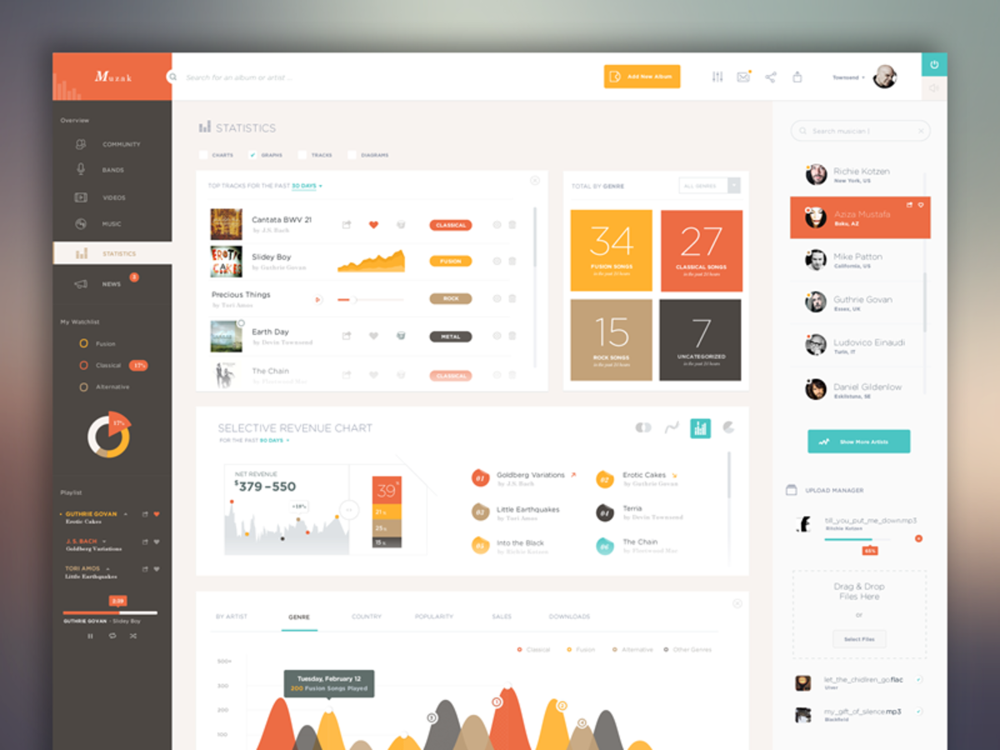 Muzak
Search for an album or artist ...
Add New Album
Townsend
Overview
COMMUNITY
BANDS
VIDEOS
MUSIC
STATISTICS
NEWS
3
My Watchlist
Fusion
Classical
17%
Alternative
17%
Playlist
GUTHRIE GOVAN
Erotic Cakes
J.S. BACH
Goldberg Variations
TORI AMOS
Little Earthquakes
2:09
GUTHRIE GOVAN - Slidey Boy
STATISTICS
CHARTS
GRAPHS
TRACKS
DIAGRAMS
TOP TRACKS FOR THE PAST 30 DAYS
Cantata BWV 21
by J.S. Bach
CLASSICAL
EROTIC CAKE
Slidey Boy
by Guthrie Govan
FUSION
Precious Things
by Tori Amos
ROCK
Earth Day
by Devin Townsend
METAL
The Chain
by Fleetwood Mac
CLASSICAL
TOTAL BY GENRE
ALL GENRES
34
FUSION SONGS
in the past 24 hours
27
CLASSICAL SONGS
in the past 24 hours
15
ROCK SONGS
in the past 24 hours
7
UNCATEGORIZED
in the past 24 hours
SELECTIVE REVENUE CHART
FOR THE PAST 90 DAYS
NET REVENUE
$379-550
+18%
39%
21%
25%
15%
01
Goldberg Variations
by J.S. Bach
02
Erotic Cakes
by Guthrie Govan
03
Little Earthquakes
by Tori Amos
04
Terria
by Devin Townsend
05
Into the Black
by Richie Kotzen
06
The Chain
by Fleetwood Mac
BY ARTIST
GENRE
COUNTRY
POPULARITY
SALES
DOWNLOADS
Classical
Fusion
Alternative
Other Genres
500+
300
200
100
Tuesday, February 12
200 Fusion Songs Played
3
1
2
4
Search musician |
Richie Kotzen
New York, US
Aziza Mustafa
Baku, AZ
Mike Patton
California, US
Guthrie Govan
Essex, UK
Ludovico Einaudi
Turin, IT
Daniel Gildenlow
Eskilstuna, SE
Show More Artists
UPLOAD MANAGER
till_you_put_me_down.mp3
Ritchie Kotzen
65%
Drag & Drop
Files Here
or
Select Files
let_the_chidlren_go.flac
Ulver
my_gift_of_silence.mp3
Blackfield